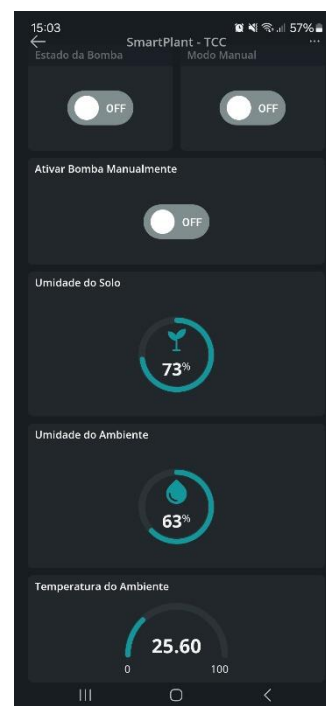 15:03 57%
SmartPlant - TCC
Estado da Bomba Modo Manual
OFF OFF
Ativar Bomba Manualmente
OFF
Umidade do Solo
73%
Umidade do Ambiente
63%
Temperatura do Ambiente
25.60
0 100